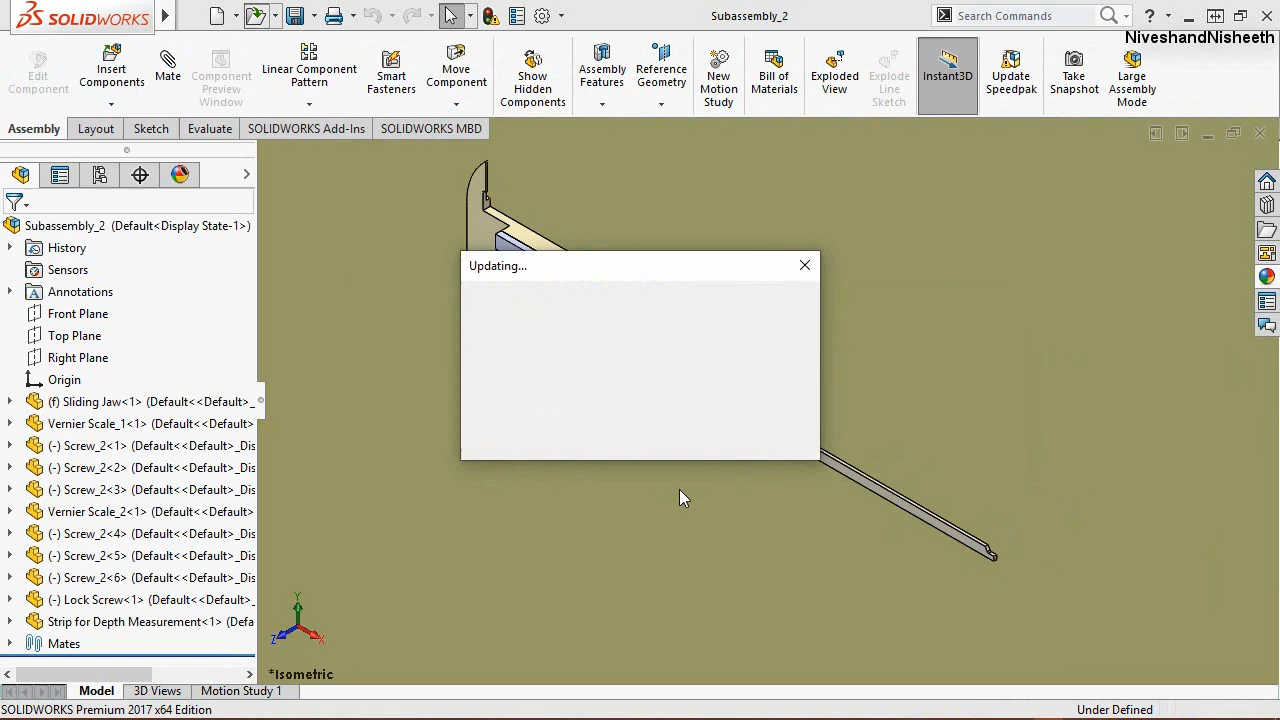 SOLIDWORKS
Subassembly_2
Search Commands
?
NiveshandNisheeth
Edit Component
Insert Components
Mate
Component Preview Window
Linear Component Pattern
Smart Fasteners
Move Component
Show Hidden Components
Assembly Features
Reference Geometry
New Motion Study
Bill of Materials
Exploded View
Explode Line Sketch
Instant3D
Update Speedpak
Take Snapshot
Large Assembly Mode
Assembly
Layout
Sketch
Evaluate
SOLIDWORKS Add-Ins
SOLIDWORKS MBD
Subassembly_2 (Default<Display State-1>)
History
Sensors
Annotations
Front Plane
Top Plane
Right Plane
Origin
(f) Sliding Jaw<1> (Default<<Default>_
Vernier Scale_1<1> (Default<<Default>
(-) Screw_2<1> (Default<<Default>_Dis
(-) Screw_2<2> (Default<<Default>_Dis
(-) Screw_2<3> (Default<<Default>_Dis
Vernier Scale_2<1> (Default<<Default>
(-) Screw_2<4> (Default<<Default>_Dis
(-) Screw_2<5> (Default<<Default>_Dis
(-) Screw_2<6> (Default<<Default>_Dis
(-) Lock Screw<1> (Default<<Default>_
Strip for Depth Measurement<1> (Defa
Mates
Updating...
Y
Z
X
*Isometric
Model
3D Views
Motion Study 1
SOLIDWORKS Premium 2017 x64 Edition
Under Defined